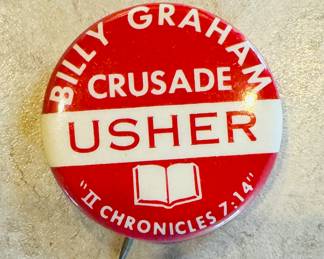 BILLY GRAHAM
CRUSADE
USHER
"II CHRONICLES 7:14"